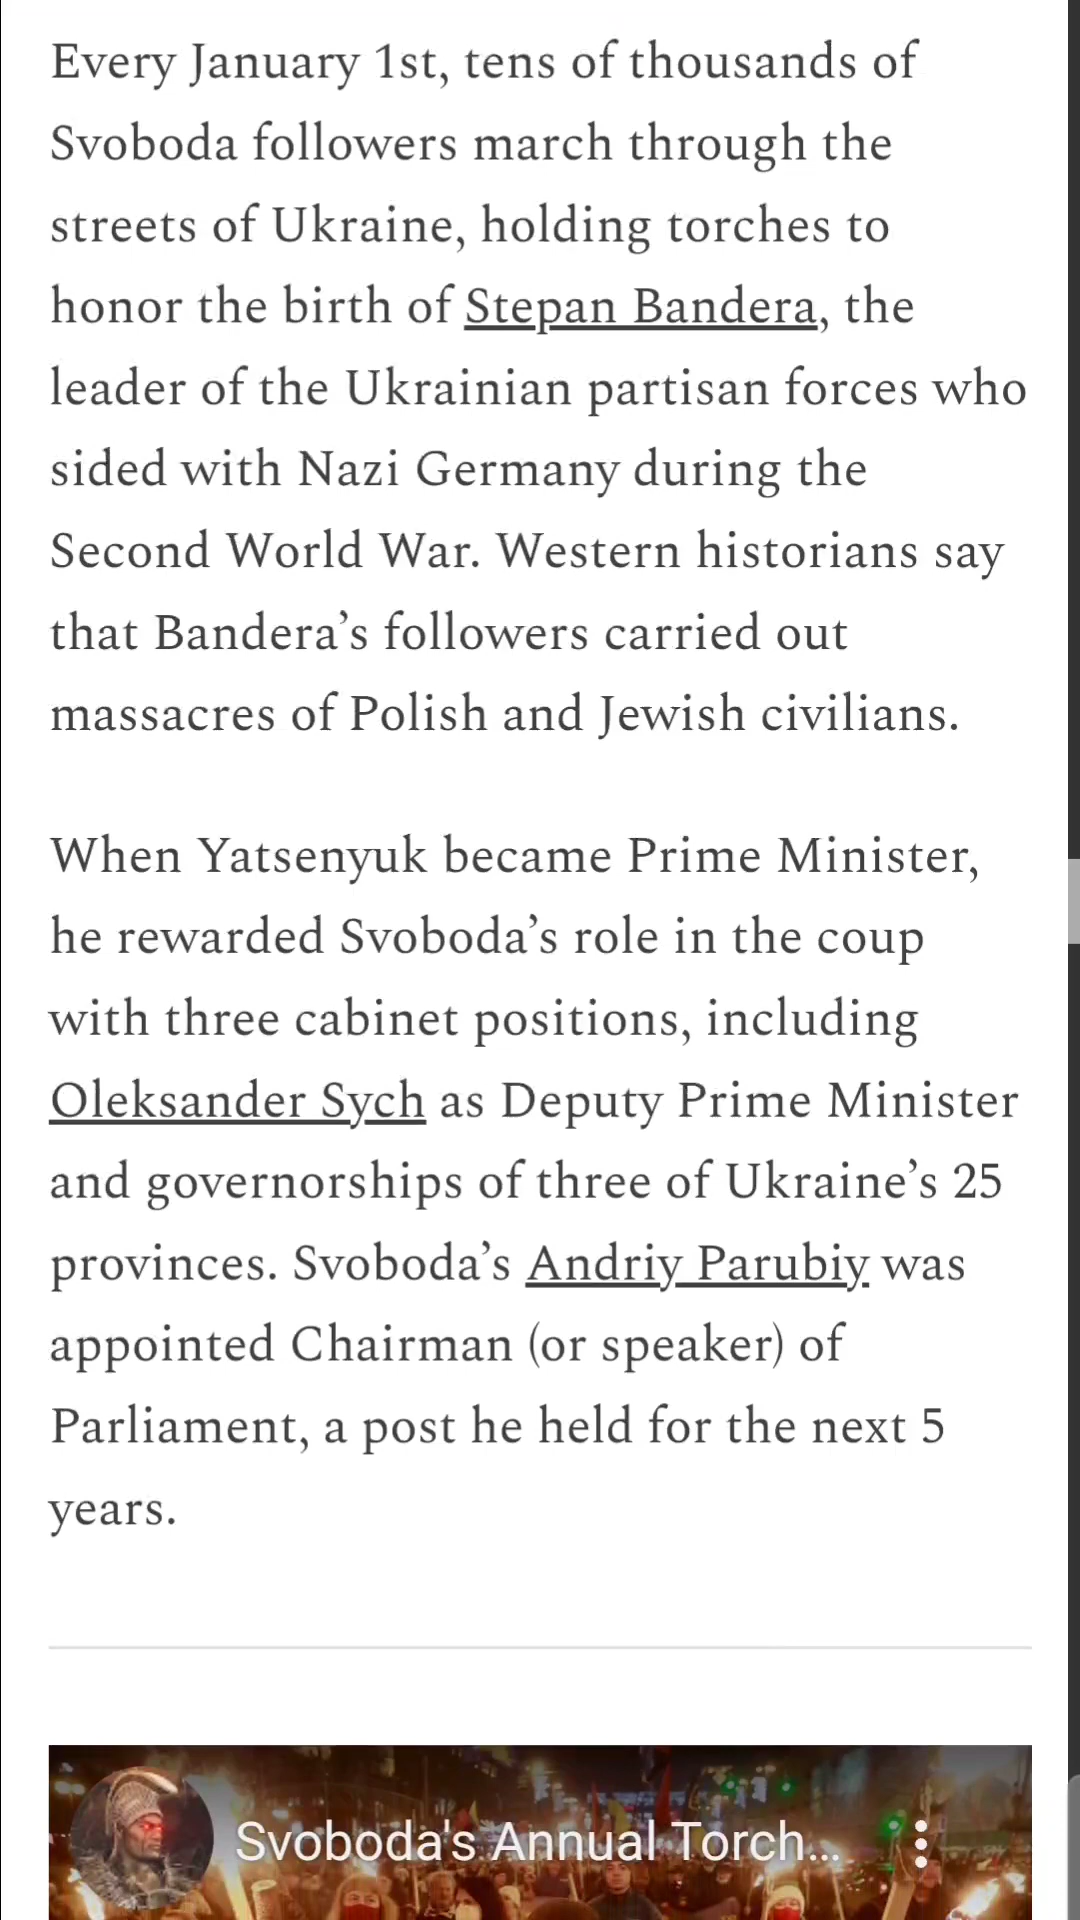 Every January 1st, tens of thousands of
Svoboda followers march through the
streets of Ukraine, holding torches to
honor the birth of Stepan Bandera, the
leader of the Ukrainian partisan forces who
sided with Nazi Germany during the
Second World War. Western historians say
that Bandera’s followers carried out
massacres of Polish and Jewish civilians.
When Yatsenyuk became Prime Minister,
he rewarded Svoboda’s role in the coup
with three cabinet positions, including
Oleksander Sych as Deputy Prime Minister
and governorships of three of Ukraine’s 25
provinces. Svoboda’s Andriy Parubiy was
appointed Chairman (or speaker) of
Parliament, a post he held for the next 5
years.
Svoboda's Annual Torch...